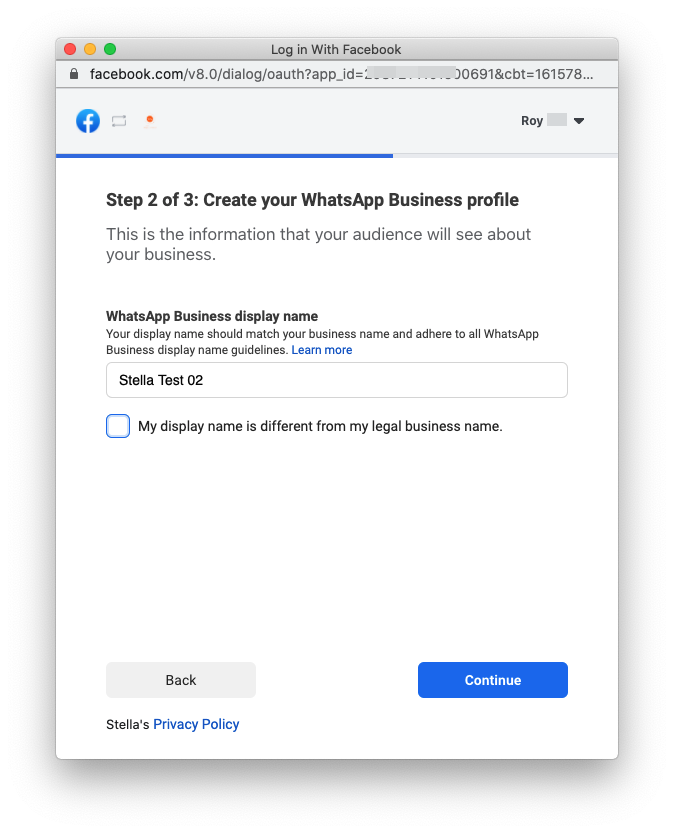 Log in With Facebook
facebook.com/v8.0/dialog/oauth?app_id=00691&cbt=161578...
Roy
Step 2 of 3: Create your WhatsApp Business profile
This is the information that your audience will see about
your business.
WhatsApp Business display name
Your display name should match your business name and adhere to all WhatsApp
Business display name guidelines. Learn more
Stella Test 02
My display name is different from my legal business name.
Back
Continue
Stella's Privacy Policy